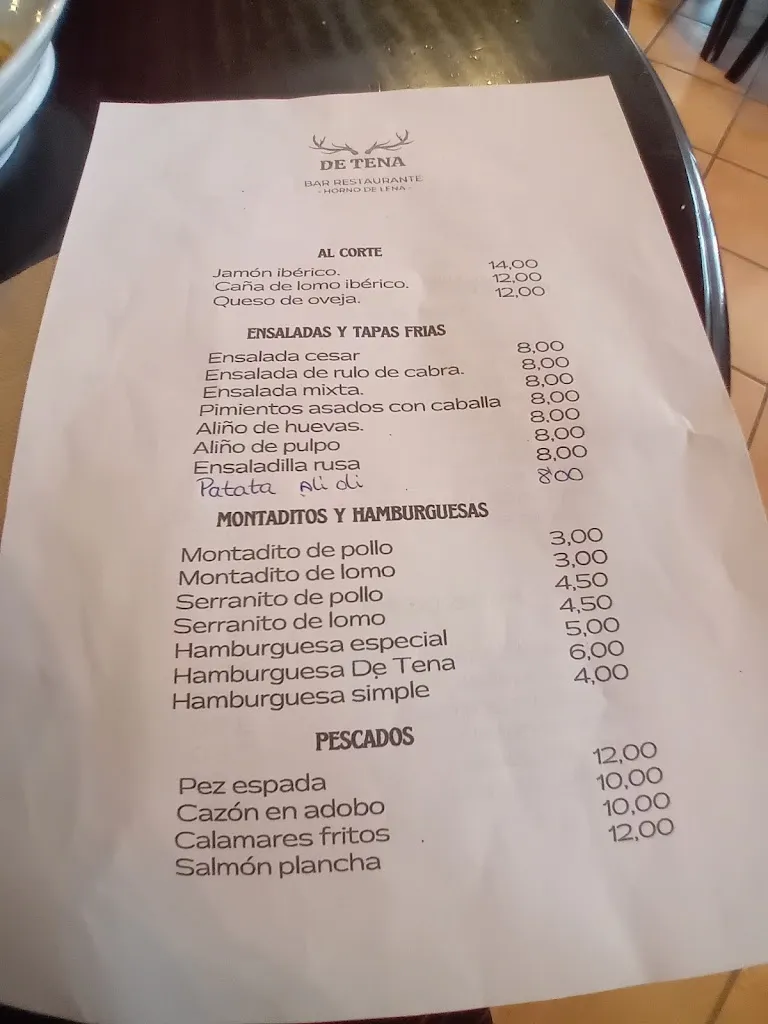 DE TENA
BAR RESTAURANTE
- HORNO DE LENA -
AL CORTE
Jamón ibérico. 14,00
Caña de lomo ibérico. 12,00
Queso de oveja. 12,00
ENSALADAS Y TAPAS FRIAS
Ensalada cesar 8,00
Ensalada de rulo de cabra. 8,00
Ensalada mixta. 8,00
Pimientos asados con caballa 8,00
Aliño de huevas. 8,00
Aliño de pulpo 8,00
Ensaladilla rusa 8,00
Patata Ali oli 8'00
MONTADITOS Y HAMBURGUESAS
Montadito de pollo 3,00
Montadito de lomo 3,00
Serranito de pollo 4,50
Serranito de lomo 4,50
Hamburguesa especial 5,00
Hamburguesa De Tena 6,00
Hamburguesa simple 4,00
PESCADOS
Pez espada 12,00
Cazón en adobo 10,00
Calamares fritos 10,00
Salmón plancha 12,00